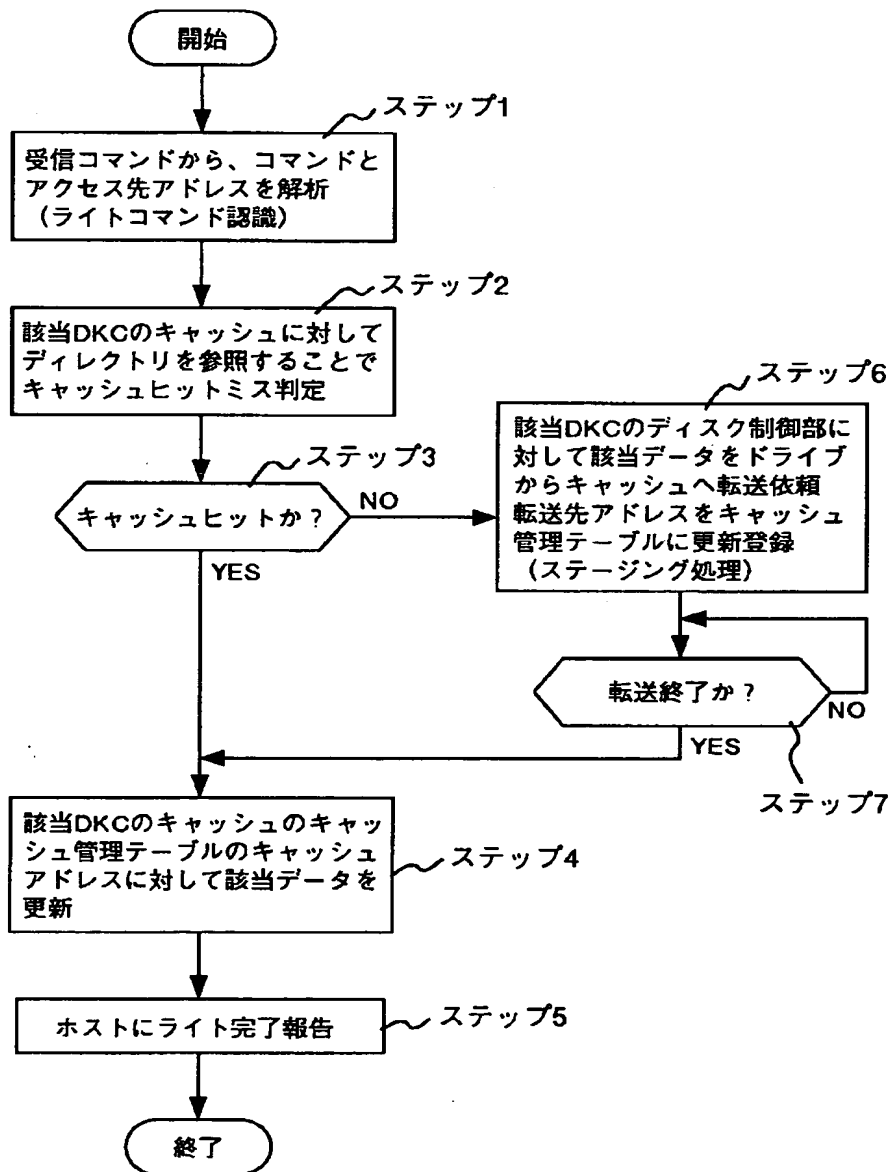 開始
ステップ1
受信コマンドから、コマンドと
アクセス先アドレスを解析
（ライトコマンド認識）
ステップ2
該当DKCのキャッシュに対して
ディレクトリを参照することで
キャッシュヒットミス判定
ステップ3
キャッシュヒットか？
NO
YES
ステップ6
該当DKCのディスク制御部に
対して該当データをドライブ
からキャッシュへ転送依頼
転送先アドレスをキャッシュ
管理テーブルに更新登録
（ステージング処理）
転送終了か？
NO
YES
ステップ7
該当DKCのキャッシュのキャッ
シュ管理テーブルのキャッシュ
アドレスに対して該当データを
更新
ステップ4
ホストにライト完了報告
ステップ5
終了